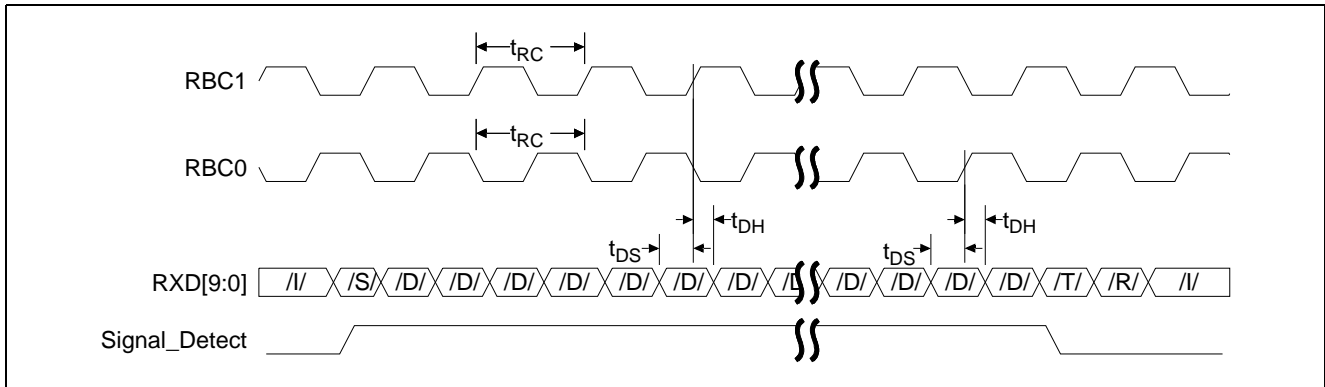 tRC
RBC1
tRC
RBC0
tDH
tDH
tDS
tDS
RXD[9:0] /I/ /S/ /D/ /D/ /D/ /D/ /D/ /D/ /D/ /D/ /D/ /D/ /D/ /T/ /R/ /I/
Signal_Detect